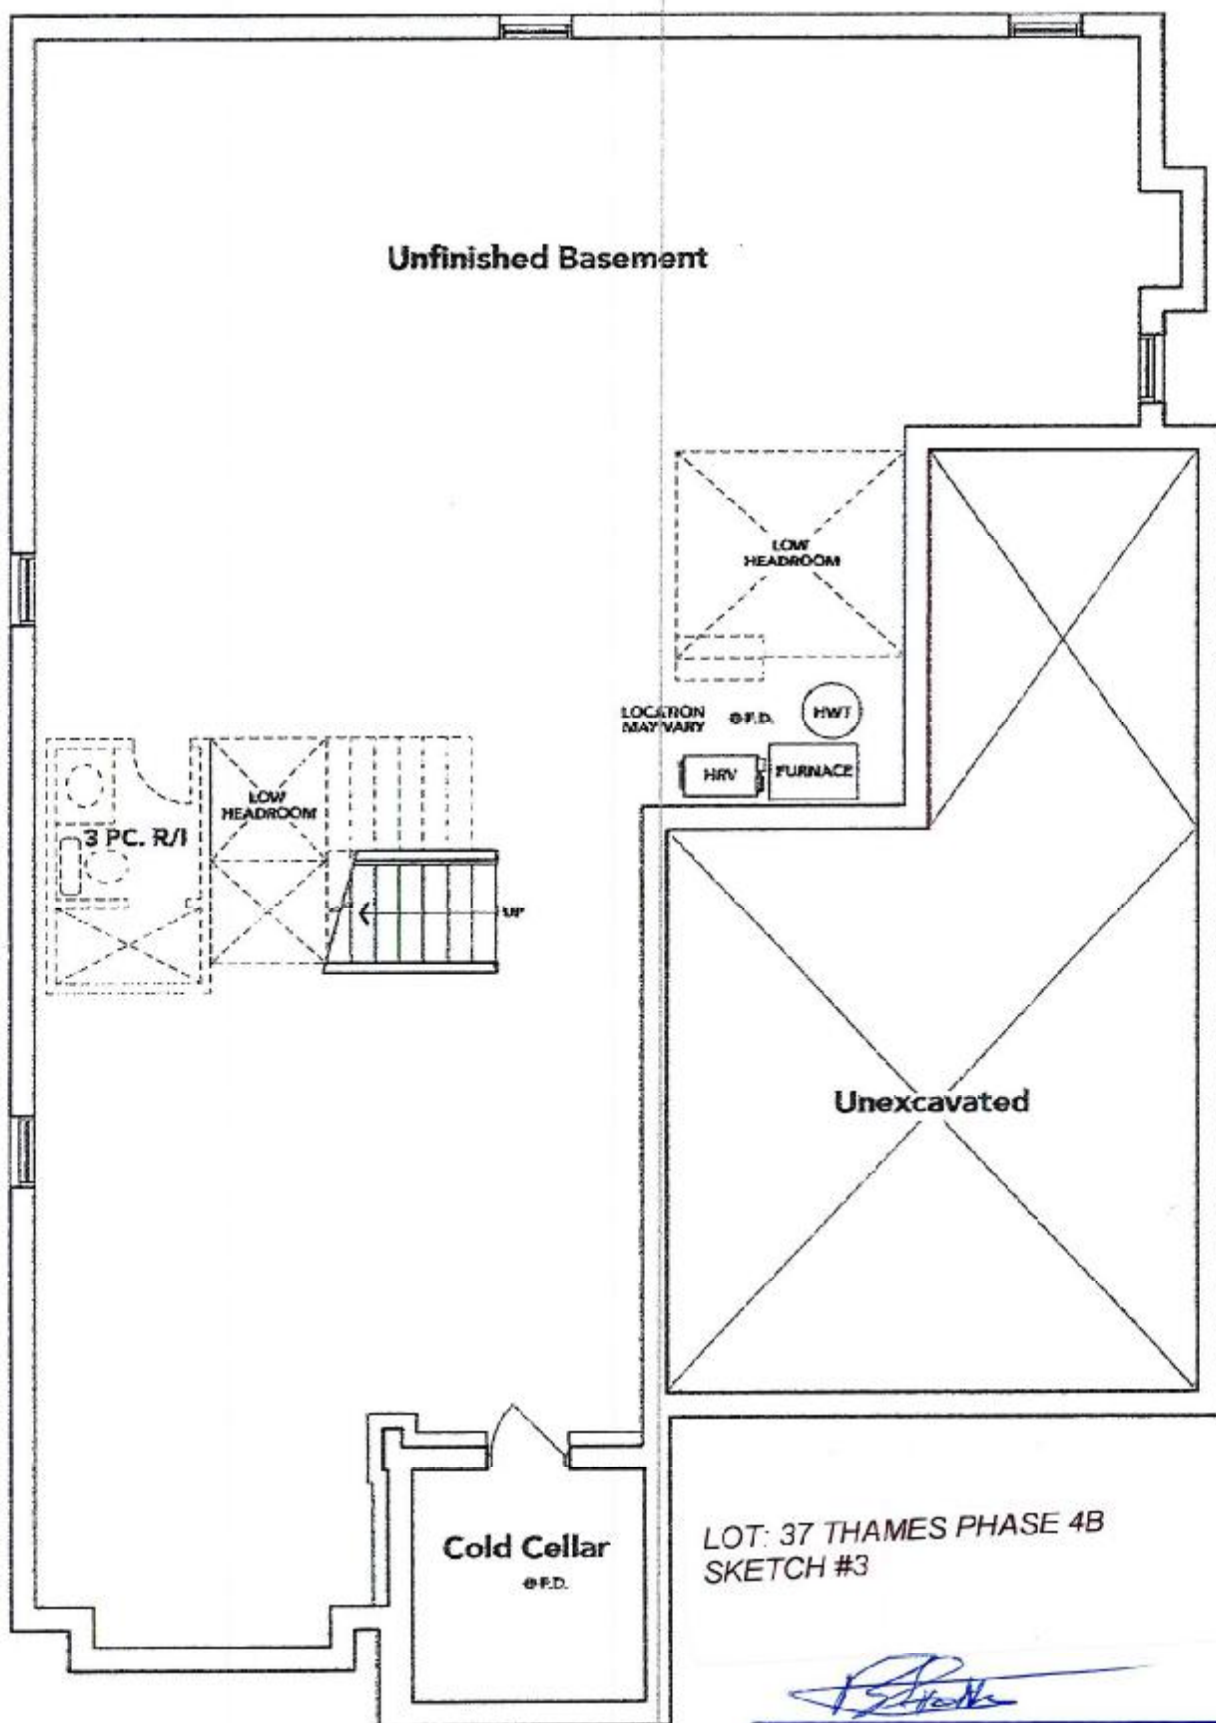 Unfinished Basement
LOW
HEADROOM
LOCATION
MAY VARY
F.D.
HWT
HRV
FURNACE
LOW
HEADROOM
3 PC. R/I
UP
Unexcavated
Cold Cellar
F.D.
LOT: 37 THAMES PHASE 4B
SKETCH #3